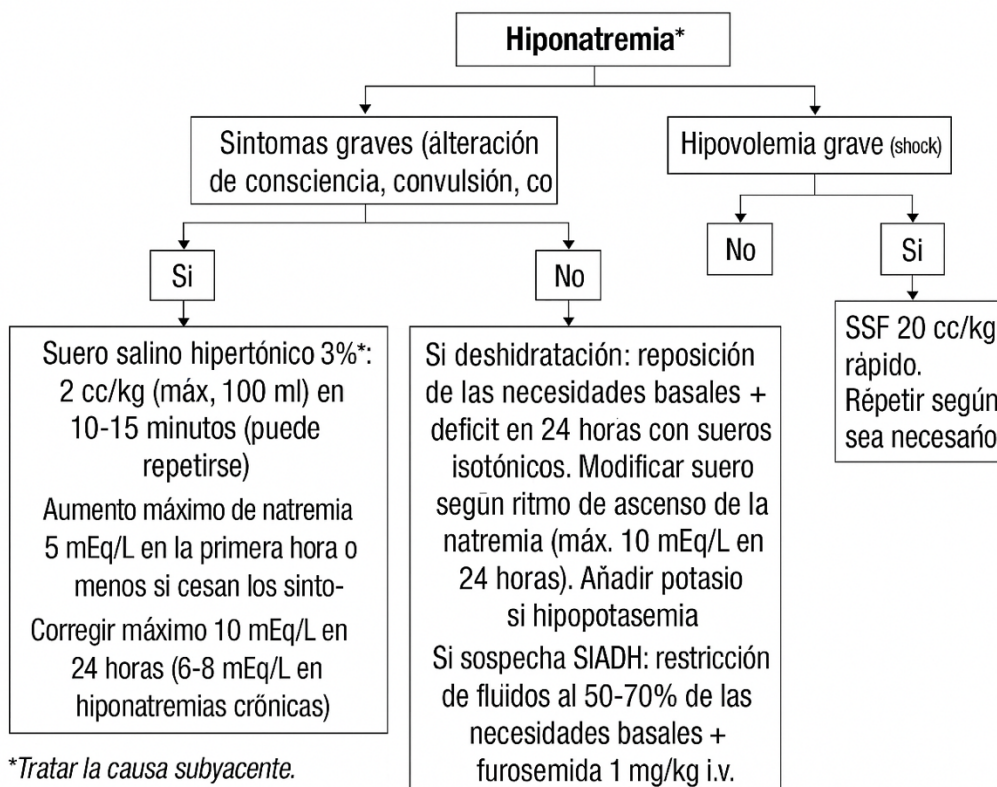 Hiponatremia*
Sintomas graves (alteración
de consciencia, convulsión, co
Hipovolemia grave (shock)
Si
No
No
Si
Suero salino hipertónico 3%*:
2 cc/kg (máx, 100 ml) en
10-15 minutos (puede
repetirse)
Aumento máximo de natremia
5 mEq/L en la primera hora o
menos si cesan los sinto-
Corregir máximo 10 mEq/L en
24 horas (6-8 mEq/L en
hiponatremias crőnicas)
Si deshidratación: reposición
de las necesidades basales +
deficit en 24 horas con sueros
isotónicos. Modificar suero
según ritmo de ascenso de la
natremia (máx. 10 mEq/L en
24 horas). Aňadir potasio
si hipopotasemia
Si sospecha SIADH: restricción
de fluidos al 50-70% de las
necesidades basales +
furosemida 1 mg/kg i.v.
SSF 20 cc/kg
rápido.
Répetir según
sea necesańo
*Tratar la causa subyacente.